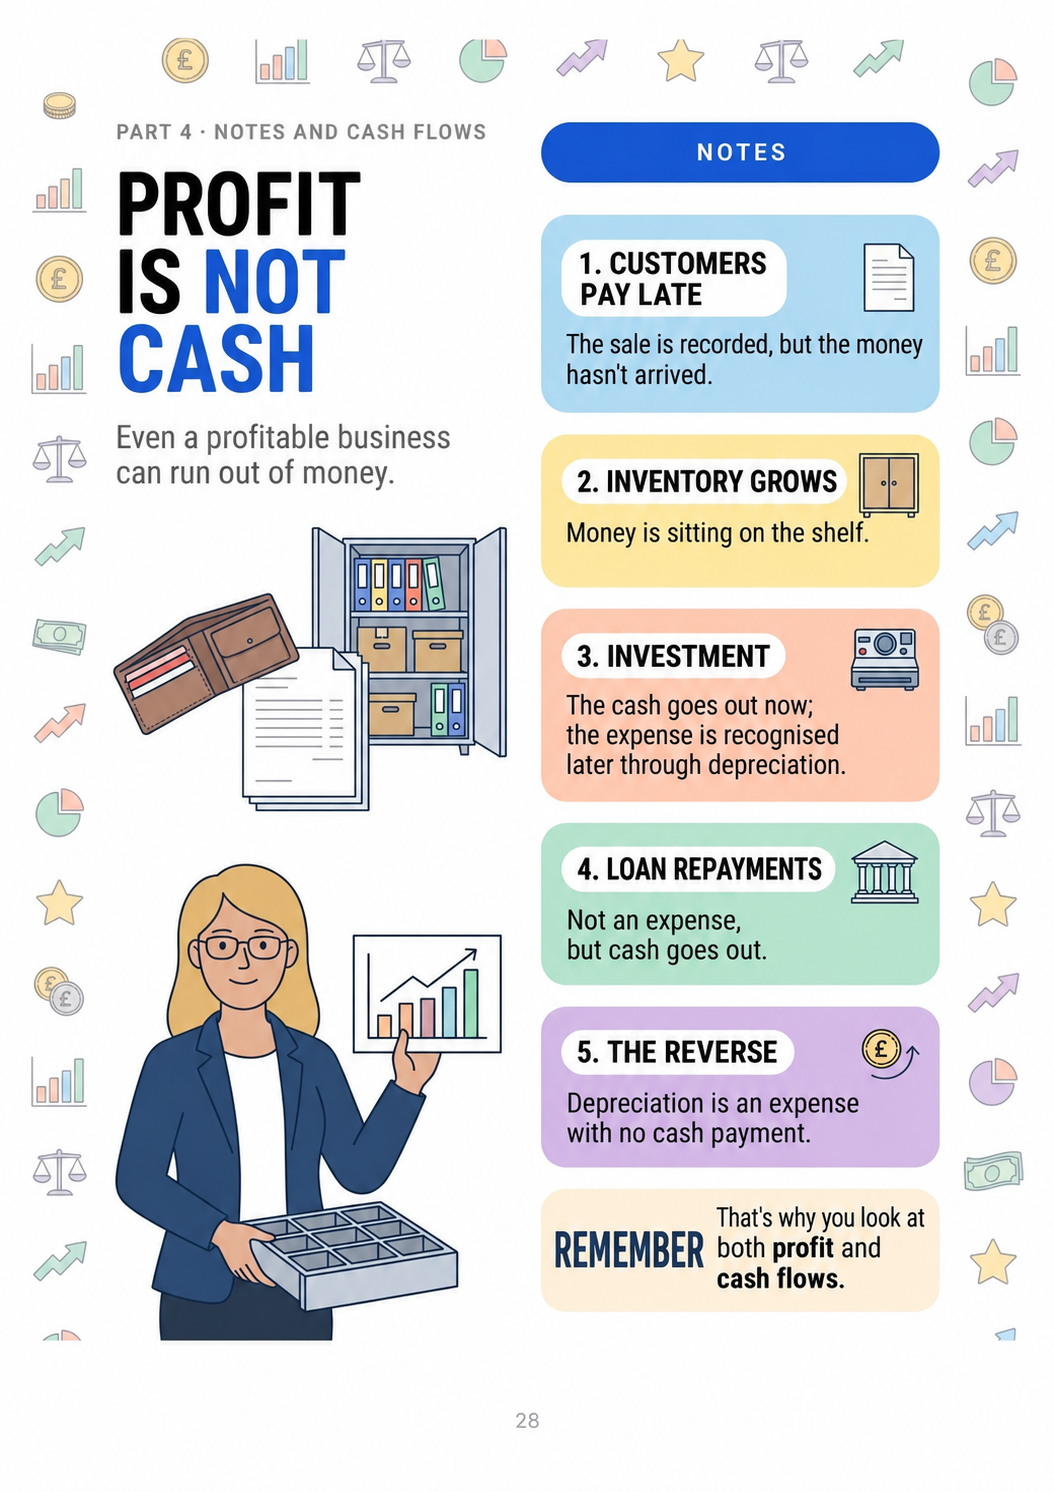 PART 4 · NOTES AND CASH FLOWS
PROFIT
IS NOT
CASH
Even a profitable business
can run out of money.
NOTES
1. CUSTOMERS
PAY LATE
The sale is recorded, but the money
hasn't arrived.
2. INVENTORY GROWS
Money is sitting on the shelf.
3. INVESTMENT
The cash goes out now;
the expense is recognised
later through depreciation.
4. LOAN REPAYMENTS
Not an expense,
but cash goes out.
5. THE REVERSE
Depreciation is an expense
with no cash payment.
REMEMBER
That's why you look at
both profit and
cash flows.
28